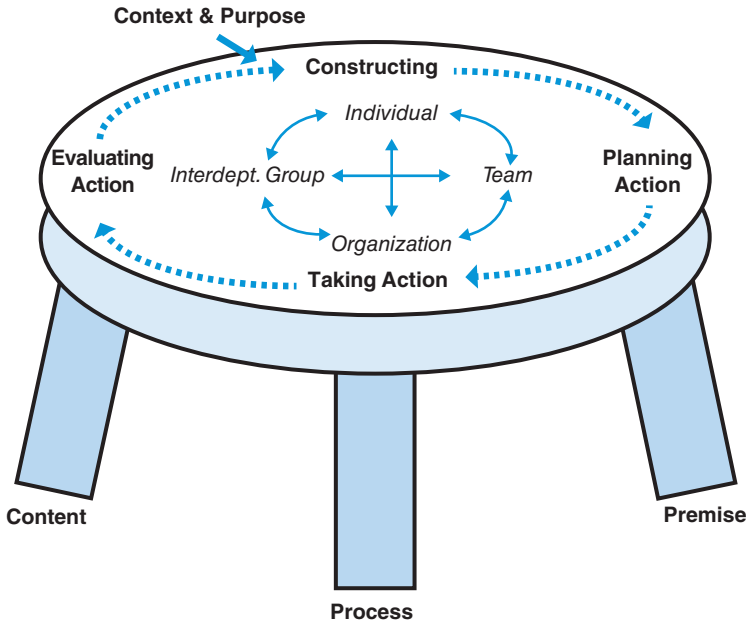 Context & Purpose
Constructing
Individual
Evaluating
Action
Interdept. Group
Team
Planning
Action
Organization
Taking Action
Content
Premise
Process